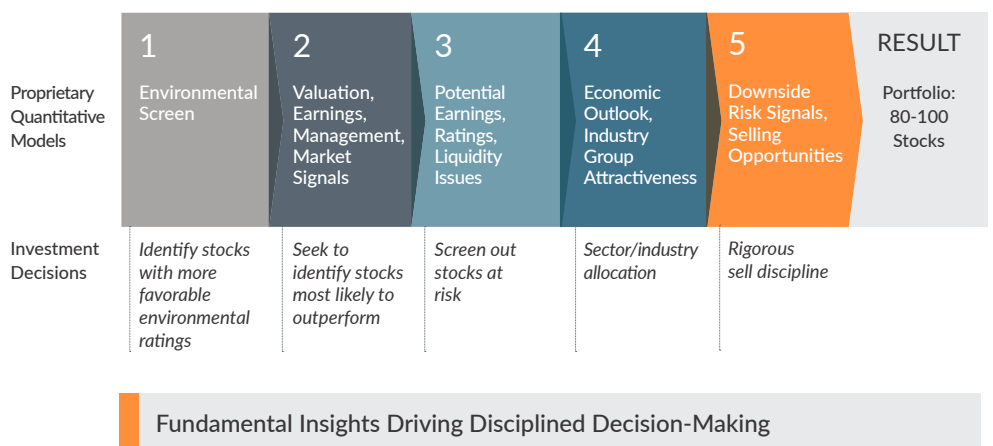 Proprietary
Quantitative
Models
1
Environmental
Screen
2
Valuation,
Earnings,
Management,
Market
Signals
3
Potential
Earnings,
Ratings,
Liquidity
Issues
4
Economic
Outlook,
Industry
Group
Attractiveness
5
Downside
Risk Signals,
Selling
Opportunities
RESULT
Portfolio:
80-100
Stocks
Investment
Decisions
Identify stocks
with more
favorable
environmental
ratings
Seek to
identify stocks
most likely to
outperform
Screen out
stocks at
risk
Sector/industry
allocation
Rigorous
sell discipline
Fundamental Insights Driving Disciplined Decision-Making